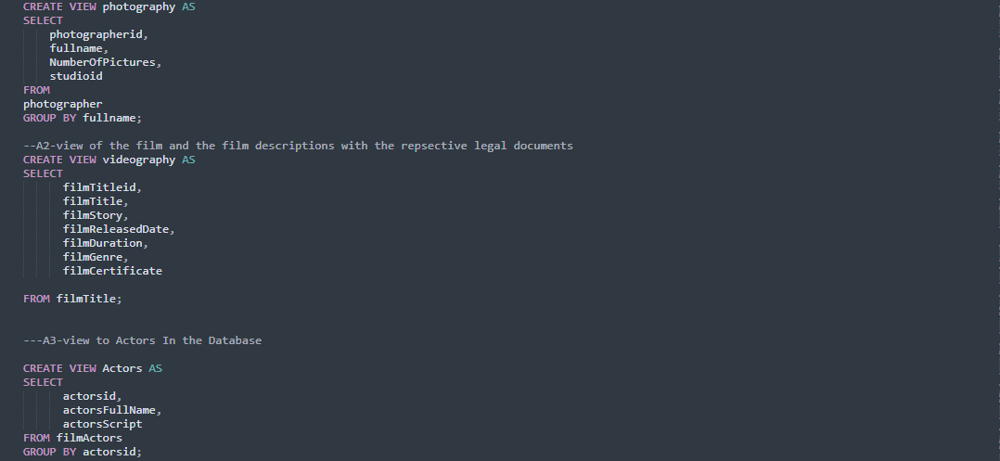 CREATE VIEW photography AS
SELECT
photographerid,
fullname,
NumberOfPictures,
studioid
FROM
photographer
GROUP BY fullname;
--A2-view of the film and the film descriptions with the repsective legal documents
CREATE VIEW videography AS
SELECT
filmTitleid,
filmTitle,
filmStory,
filmReleasedDate,
filmDuration,
filmGenre,
filmCertificate
FROM filmTitle;
---A3-view to Actors In the Database
CREATE VIEW Actors AS
SELECT
actorsid,
actorsFullName,
actorsScript
FROM filmActors
GROUP BY actorsid;